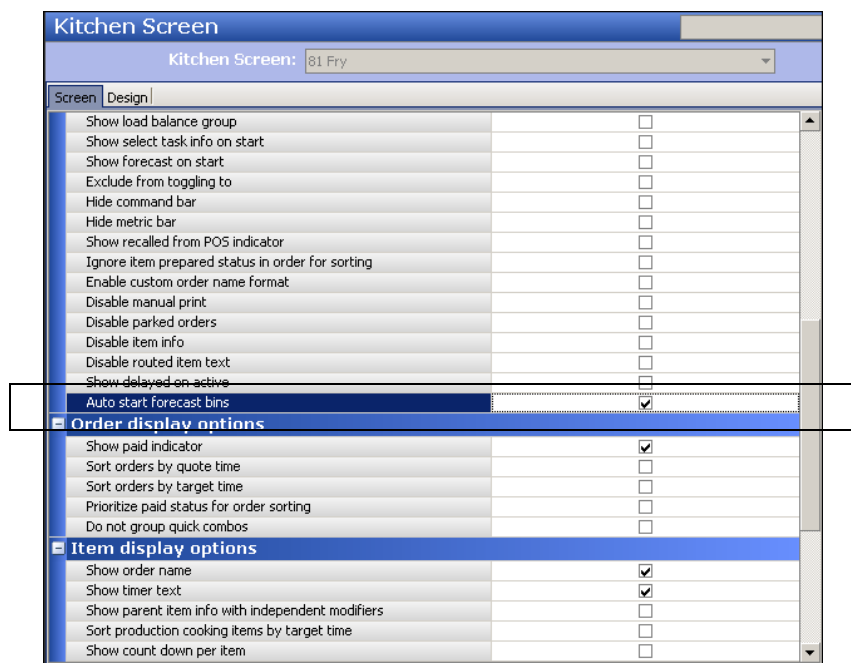 Kitchen Screen
Kitchen Screen: 81 Fry
Screen Design
Show load balance group
Show select task info on start
Show forecast on start
Exclude from toggling to
Hide command bar
Hide metric bar
Show recalled from POS indicator
Ignore item prepared status in order for sorting
Enable custom order name format
Disable manual print
Disable parked orders
Disable item info
Disable routed item text
Show delayed on active
Auto start forecast bins
Order display options
Show paid indicator
Sort orders by quote time
Sort orders by target time
Prioritize paid status for order sorting
Do not group quick combos
Item display options
Show order name
Show timer text
Show parent item info with independent modifiers
Sort production cooking items by target time
Show count down per item